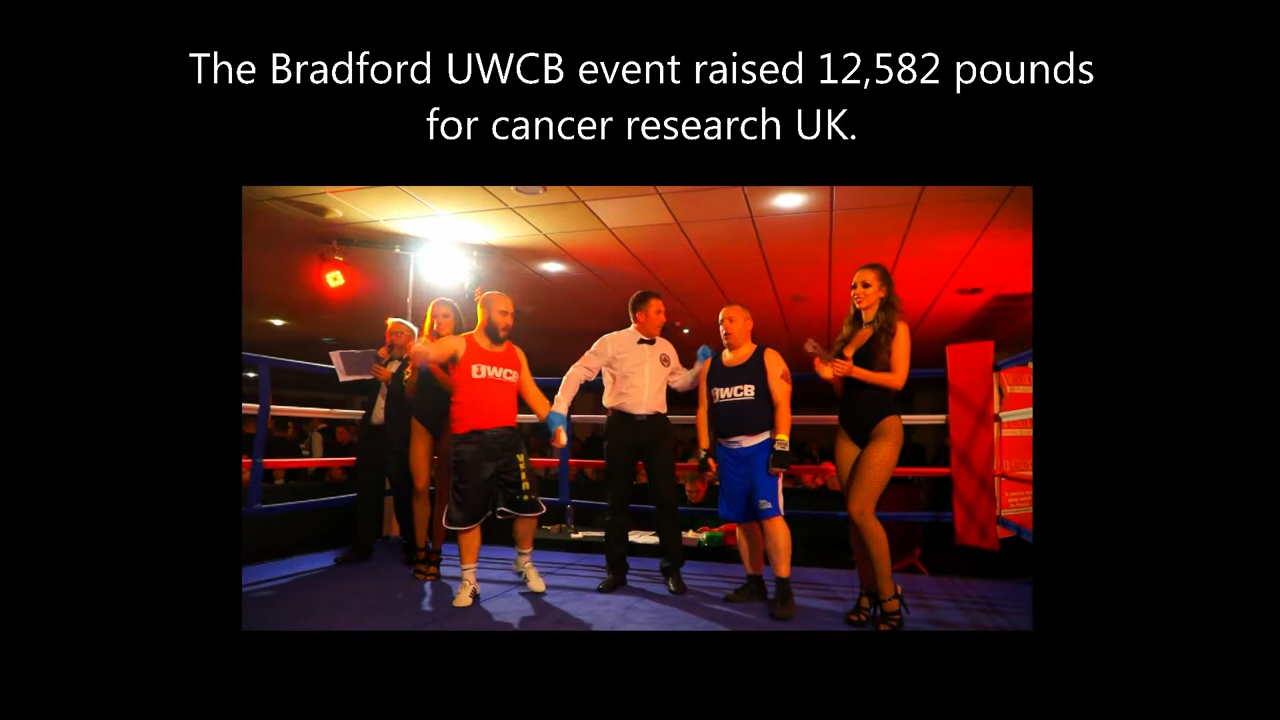 The Bradford UWCB event raised 12,582 pounds
for cancer research UK.
UWCB
UWCB